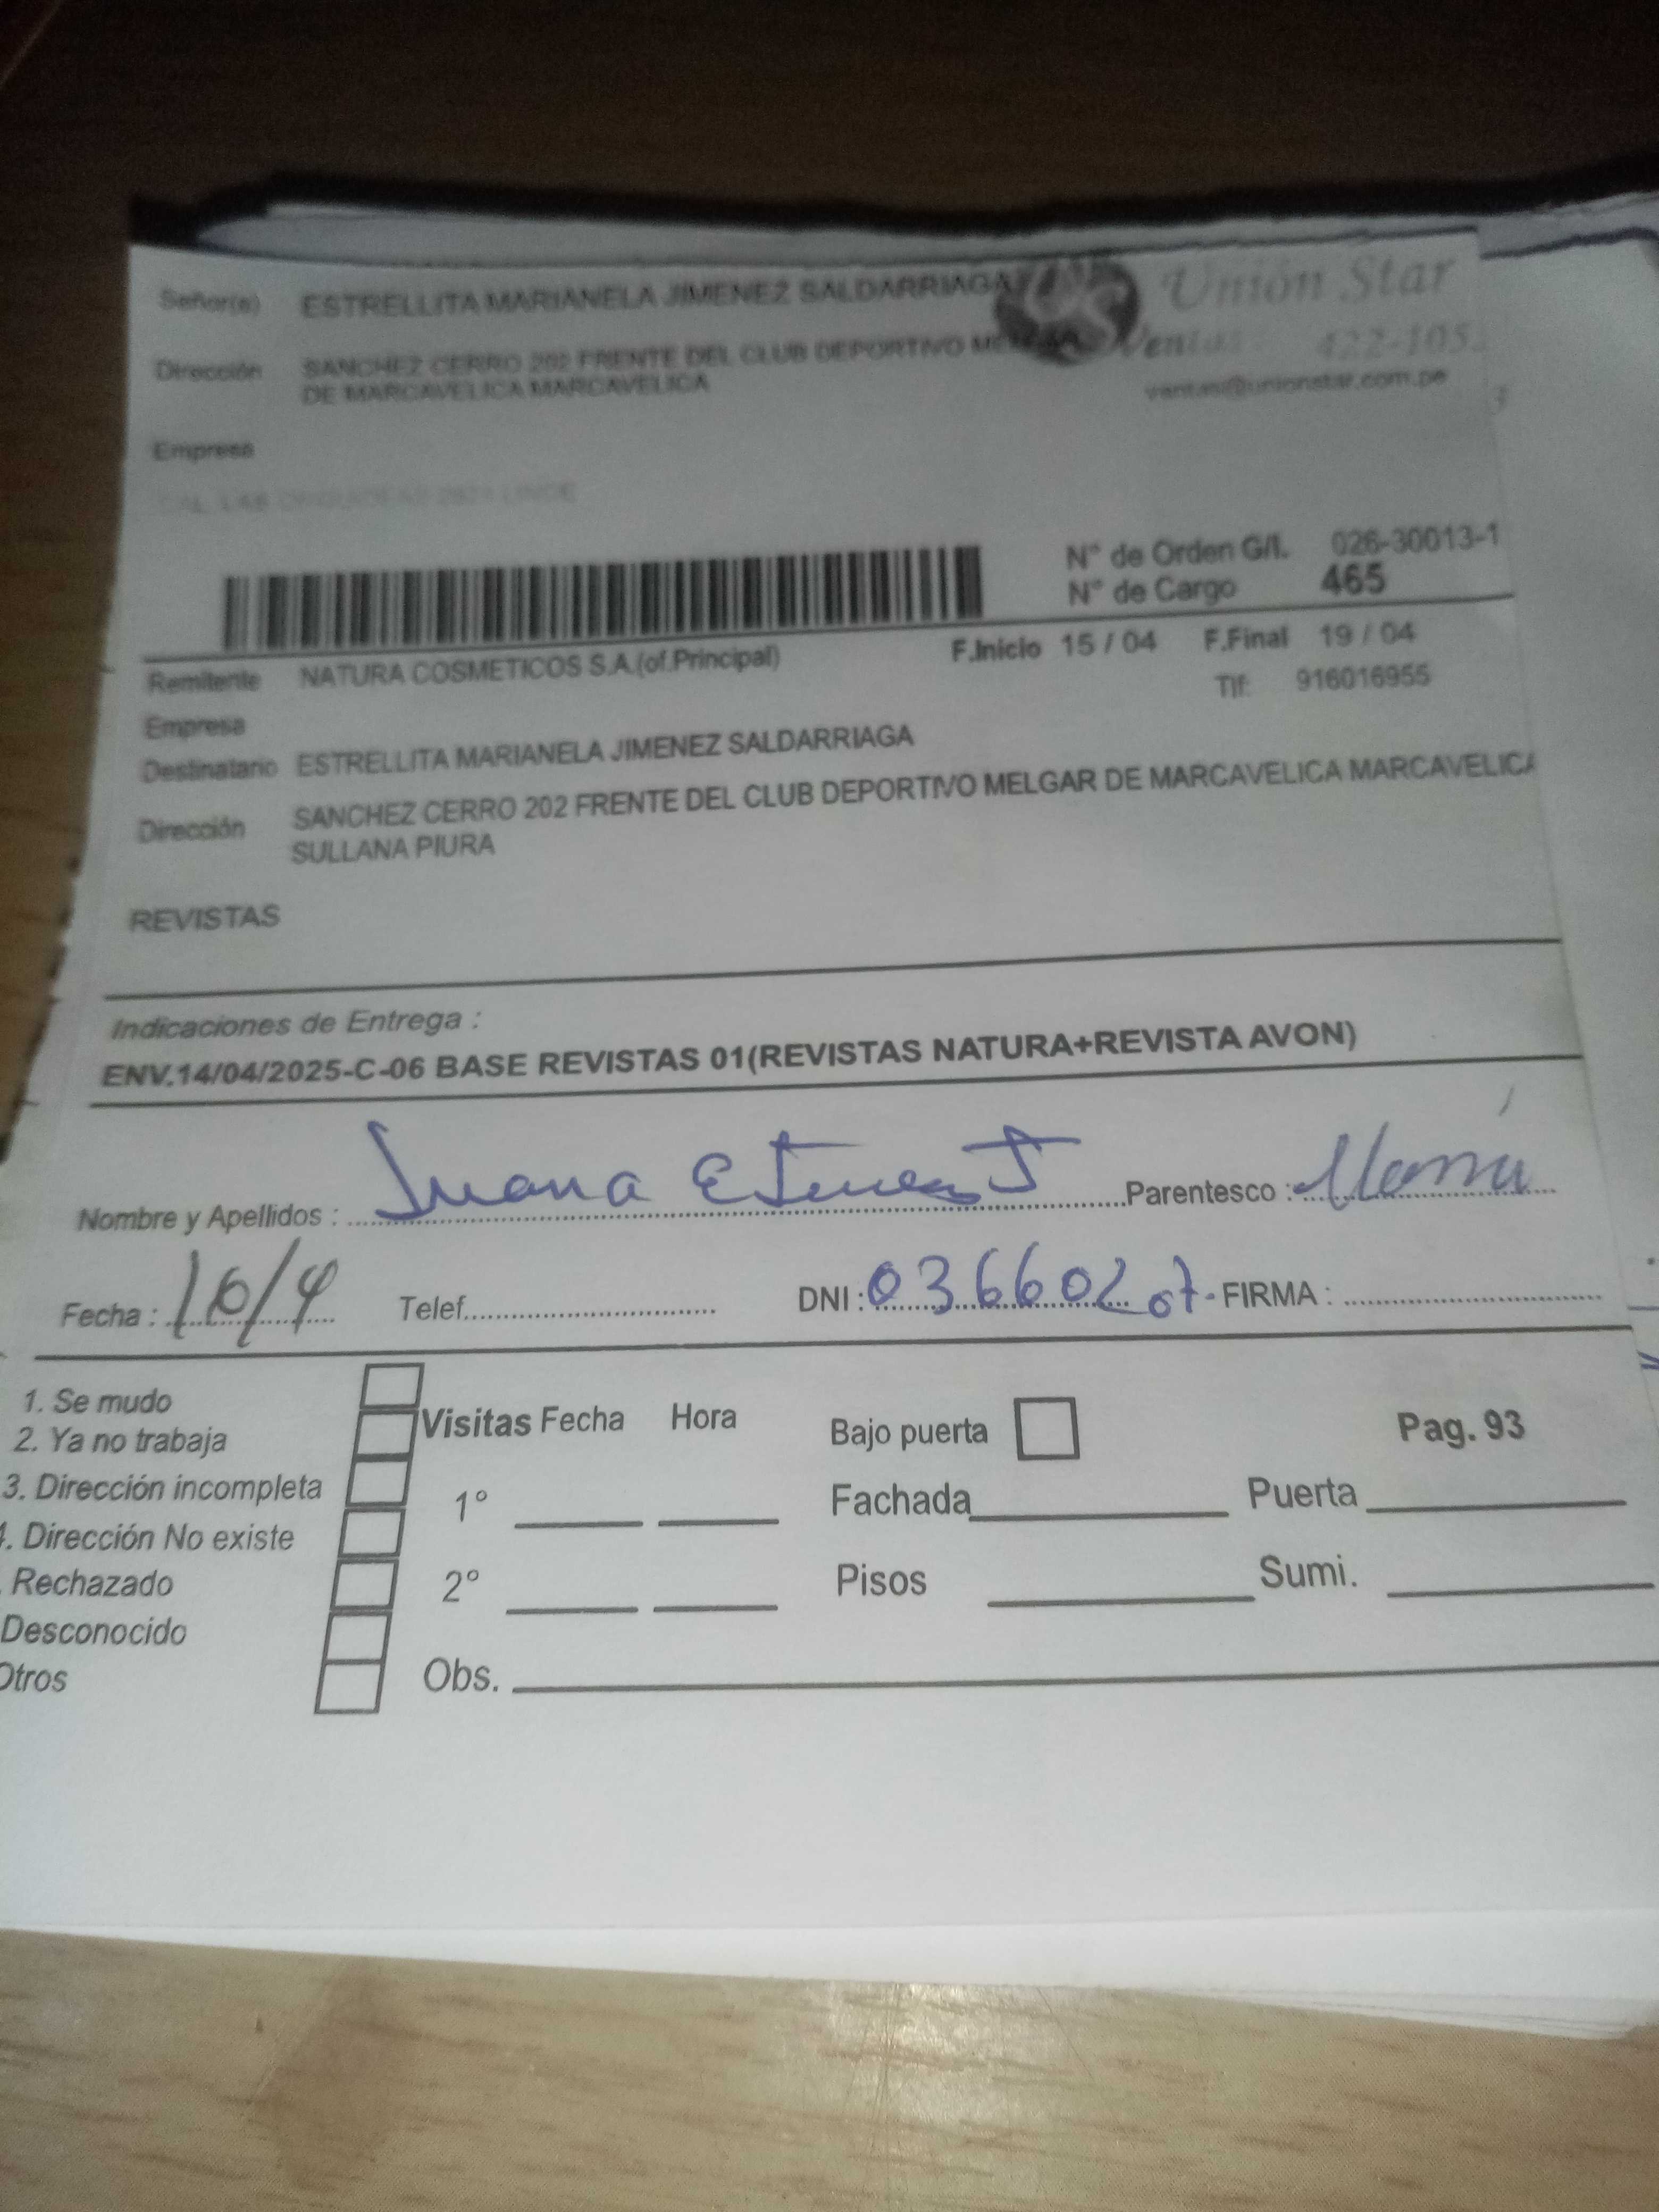 Señor(a) ESTRELLITA MARIANELA JIMENEZ SALDARRIAGA
Unión Star
Dirección SANCHEZ CERRO 202 FRENTE DEL CLUB DEPORTIVO
DE MARCAVELICA MARCAVELICA
Ventas: 422-105
ventas@unionstar.com.pe
Empresa
N° de Orden G/I. 026-30013-1
N° de Cargo 465
Remitente NATURA COSMETICOS S.A.(of.Principal) F.Inicio 15 / 04 F.Final 19 / 04
Empresa Tlf: 916016955
Destinatario ESTRELLITA MARIANELA JIMENEZ SALDARRIAGA
Dirección SANCHEZ CERRO 202 FRENTE DEL CLUB DEPORTIVO MELGAR DE MARCAVELICA MARCAVELICA
SULLANA PIURA
REVISTAS
Indicaciones de Entrega :
ENV.14/04/2025-C-06 BASE REVISTAS 01(REVISTAS NATURA+REVISTA AVON)
Nombre y Apellidos : Juana Parentesco : Mamá
Fecha : 16/4 Telef. DNI : 03660207 FIRMA :
1. Se mudo
2. Ya no trabaja
3. Dirección incompleta
. Dirección No existe
. Rechazado
Desconocido
Otros
Visitas Fecha Hora Bajo puerta Pag. 93
1° Fachada Puerta
2° Pisos Sumi.
Obs.